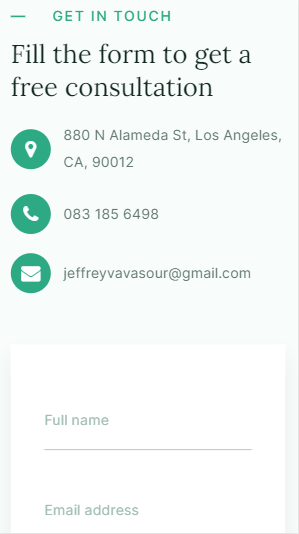 GET IN TOUCH
Fill the form to get a
free consultation
880 N Alameda St, Los Angeles,
CA, 90012
083 185 6498
jeffreyvavasour@gmail.com
Full name
Email address